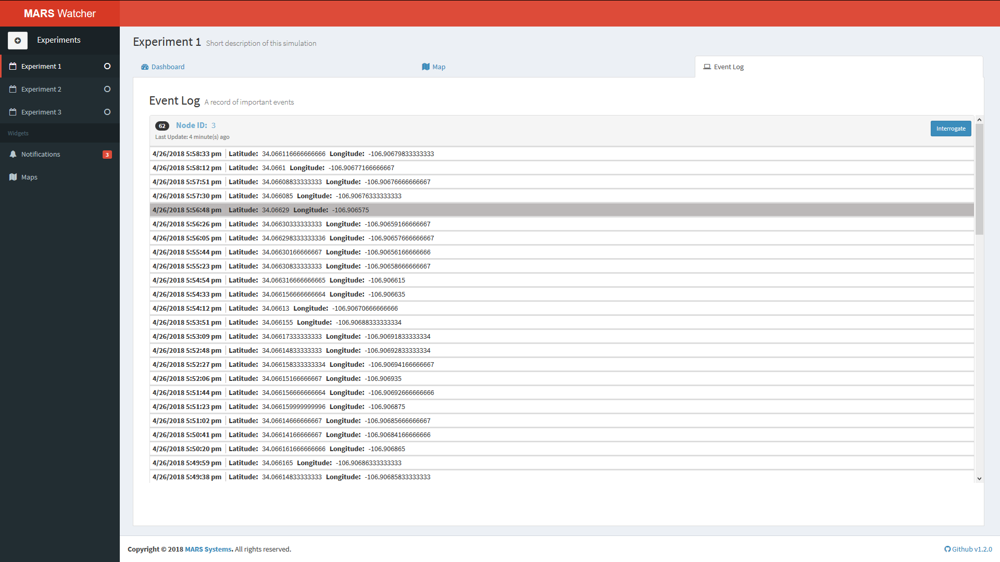 MARS Watcher
Experiments
Experiment 1
Experiment 2
Experiment 3
Widgets
Notifications 3
Maps
Experiment 1 Short description of this simulation
Dashboard Map Event Log
Event Log A record of important events
62 Node ID: 3
Last Update: 4 minute(s) ago
Interrogate
4/26/2018 5:58:33 pm Latitude: 34.066116666666666 Longitude: -106.90679833333333
4/26/2018 5:58:12 pm Latitude: 34.0661 Longitude: -106.90677166666667
4/26/2018 5:57:51 pm Latitude: 34.06608833333333 Longitude: -106.90676666666667
4/26/2018 5:57:30 pm Latitude: 34.066085 Longitude: -106.90676333333333
4/26/2018 5:56:48 pm Latitude: 34.06629 Longitude: -106.906575
4/26/2018 5:56:26 pm Latitude: 34.06630333333333 Longitude: -106.90659166666667
4/26/2018 5:56:05 pm Latitude: 34.066298333333336 Longitude: -106.90657666666667
4/26/2018 5:55:44 pm Latitude: 34.06630166666667 Longitude: -106.90656166666666
4/26/2018 5:55:23 pm Latitude: 34.06630833333333 Longitude: -106.90658666666667
4/26/2018 5:54:54 pm Latitude: 34.066316666666665 Longitude: -106.906615
4/26/2018 5:54:33 pm Latitude: 34.066156666666664 Longitude: -106.906635
4/26/2018 5:54:12 pm Latitude: 34.06613 Longitude: -106.90670666666666
4/26/2018 5:53:51 pm Latitude: 34.066155 Longitude: -106.90688333333334
4/26/2018 5:53:09 pm Latitude: 34.06617333333333 Longitude: -106.90691833333334
4/26/2018 5:52:48 pm Latitude: 34.06614833333333 Longitude: -106.90692833333334
4/26/2018 5:52:27 pm Latitude: 34.066158333333334 Longitude: -106.90694166666667
4/26/2018 5:52:06 pm Latitude: 34.06615166666667 Longitude: -106.906935
4/26/2018 5:51:44 pm Latitude: 34.066156666666664 Longitude: -106.90692666666666
4/26/2018 5:51:23 pm Latitude: 34.066159999999996 Longitude: -106.906875
4/26/2018 5:51:02 pm Latitude: 34.06614666666667 Longitude: -106.90685666666667
4/26/2018 5:50:41 pm Latitude: 34.06614166666667 Longitude: -106.90684166666666
4/26/2018 5:50:20 pm Latitude: 34.066161666666666 Longitude: -106.906865
4/26/2018 5:49:59 pm Latitude: 34.066165 Longitude: -106.90686333333333
4/26/2018 5:49:38 pm Latitude: 34.06614833333333 Longitude: -106.90685833333333
Copyright © 2018 MARS Systems. All rights reserved.
Github v1.2.0